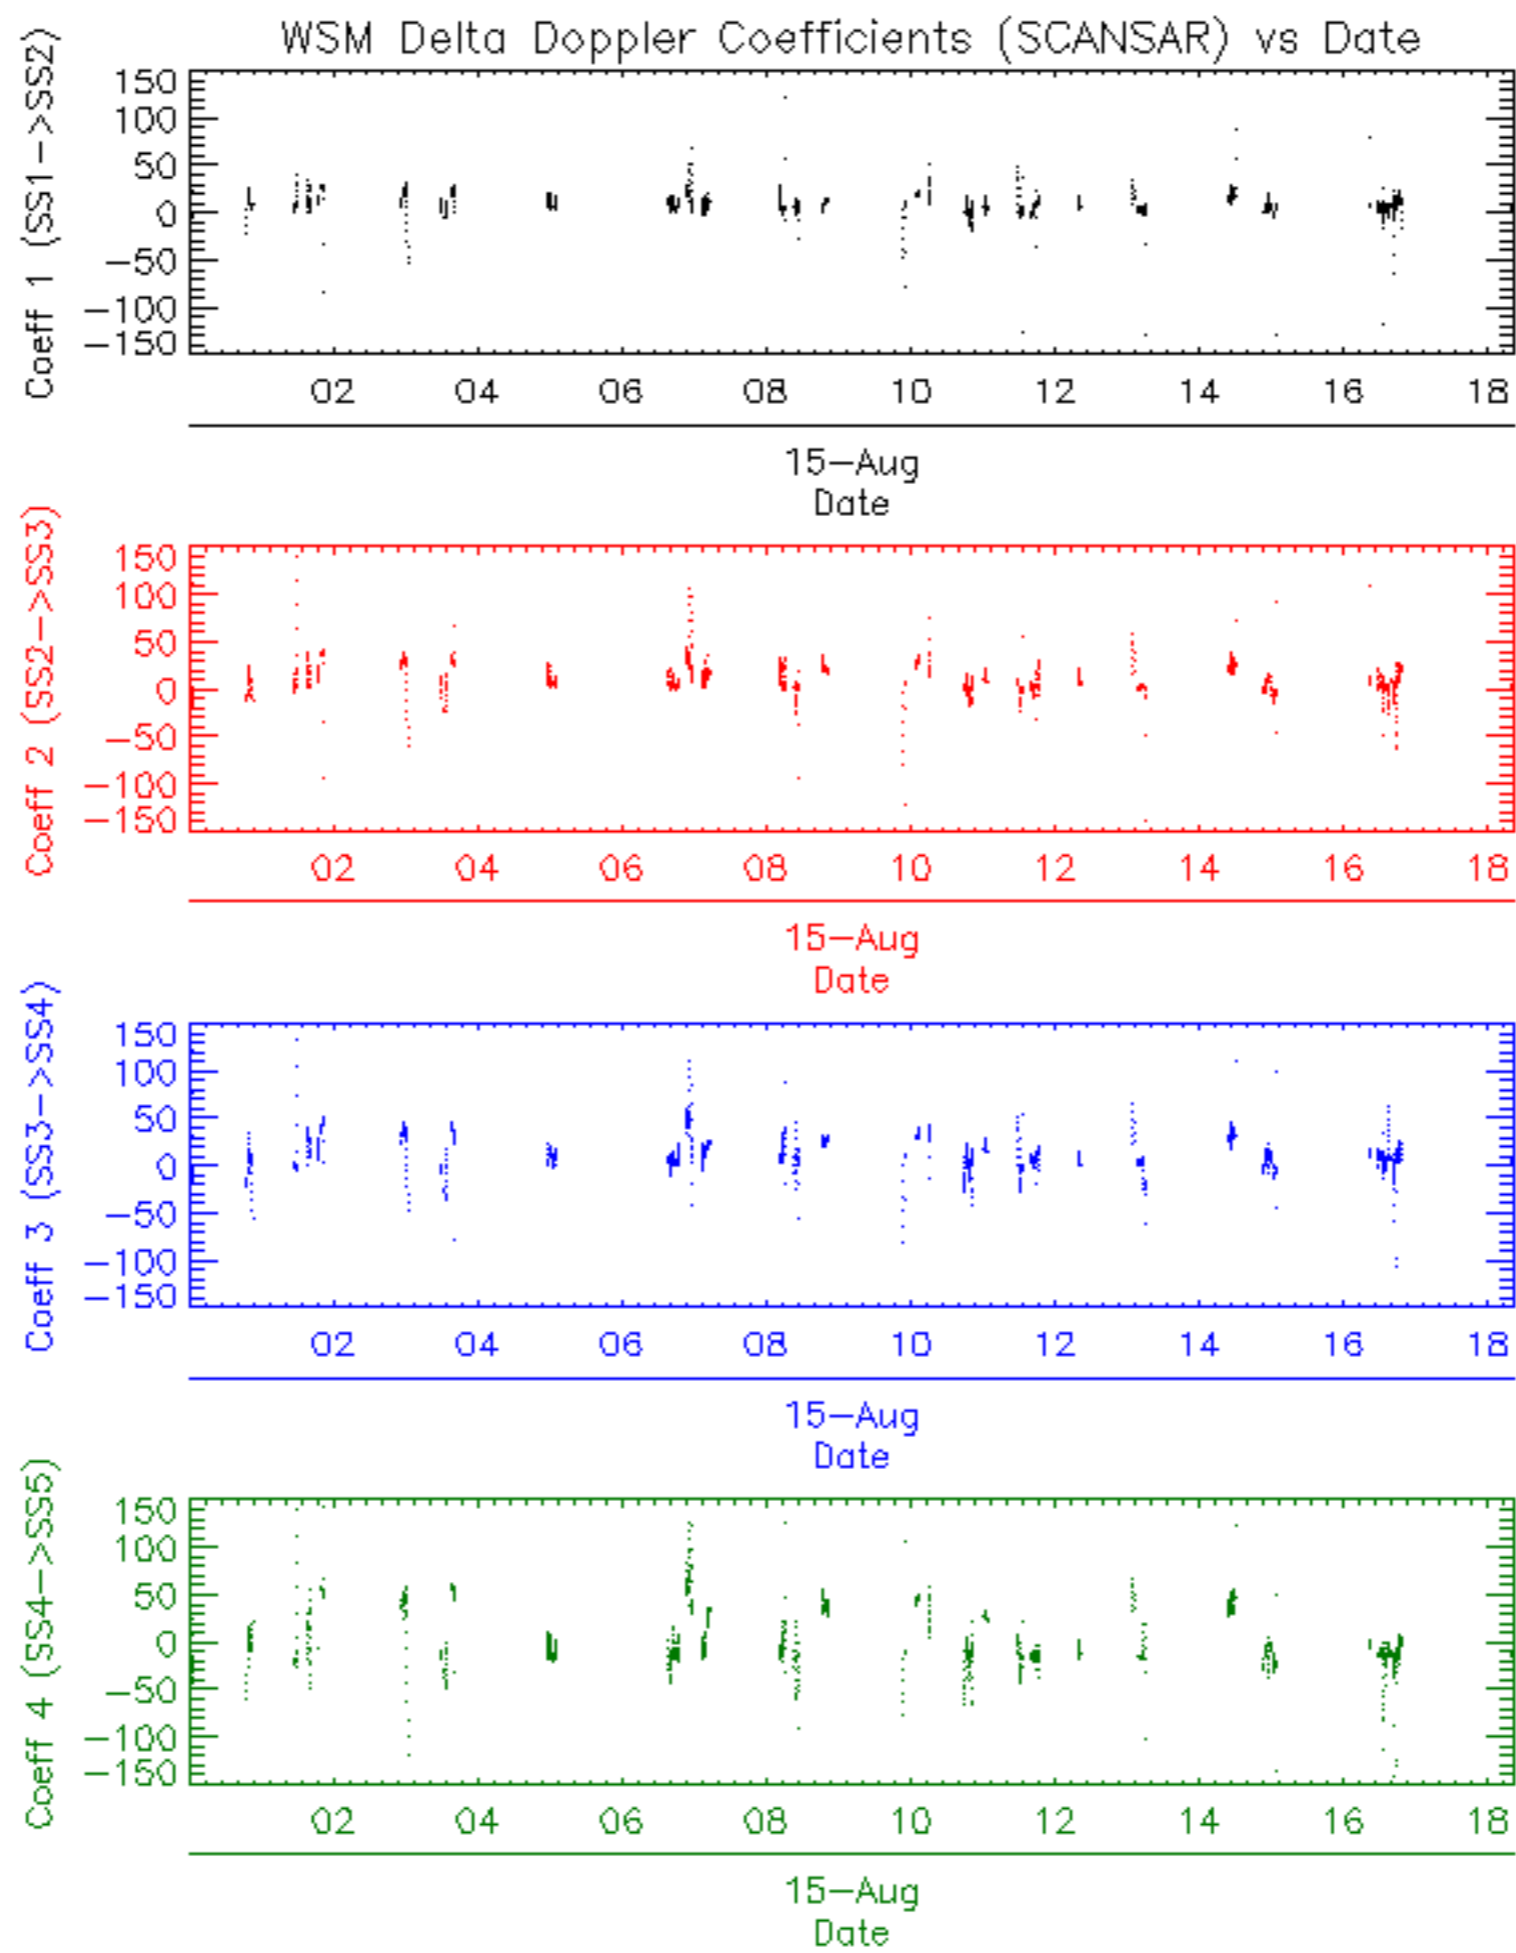 WSM Delta Doppler Coefficients (SCANSAR) vs Date
Coeff 1 (SS1->SS2)
150
100
50
0
-50
-100
-150
02 04 06 08 10 12 14 16 18
15-Aug
Date
Coeff 2 (SS2->SS3)
150
100
50
0
-50
-100
-150
02 04 06 08 10 12 14 16 18
15-Aug
Date
Coeff 3 (SS3->SS4)
150
100
50
0
-50
-100
-150
02 04 06 08 10 12 14 16 18
15-Aug
Date
Coeff 4 (SS4->SS5)
150
100
50
0
-50
-100
-150
02 04 06 08 10 12 14 16 18
15-Aug
Date